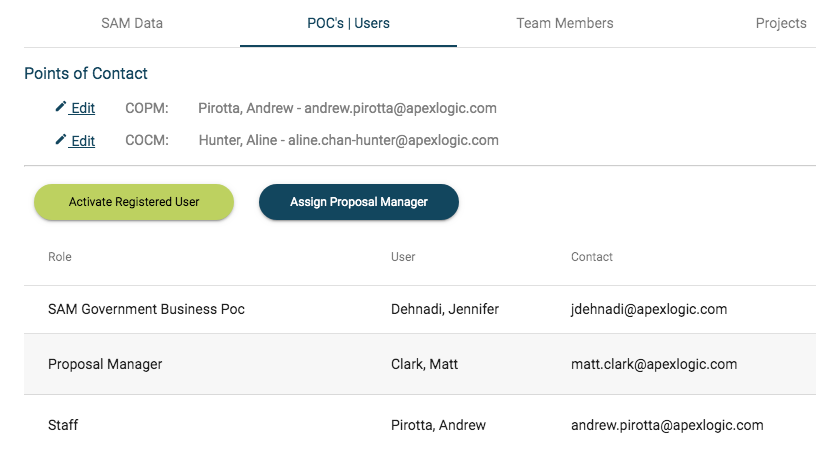 SAM Data POC's | Users Team Members Projects
Points of Contact
Edit COPM: Pirotta, Andrew - andrew.pirotta@apexlogic.com
Edit COCM: Hunter, Aline - aline.chan-hunter@apexlogic.com
Activate Registered User Assign Proposal Manager
Role User Contact
SAM Government Business Poc Dehnadi, Jennifer jdehnadi@apexlogic.com
Proposal Manager Clark, Matt matt.clark@apexlogic.com
Staff Pirotta, Andrew andrew.pirotta@apexlogic.com